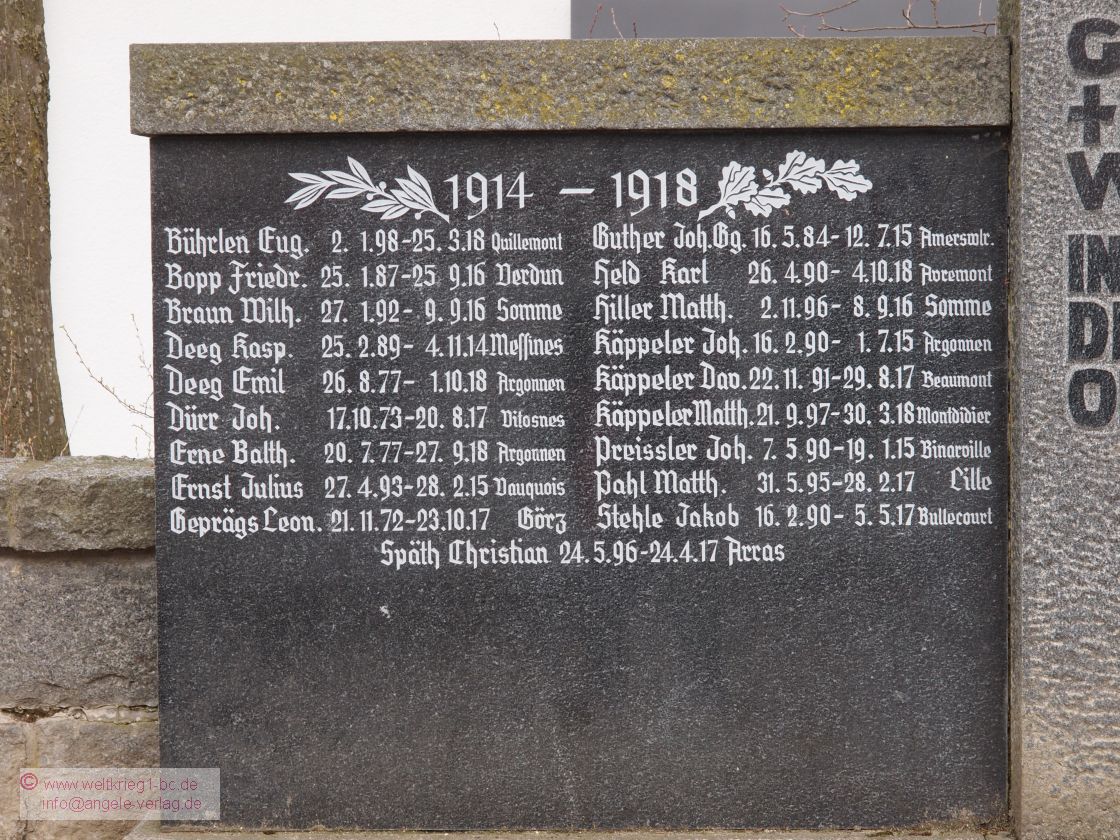 1914 – 1918
Bührlen Eug. 2. 1.98-25. 3.18 Quillemont
Bopp Friedr. 25. 1.87-25 9.16 Verdun
Braun Wilh. 27. 1.92- 9. 9.16 Somme
Deeg Kasp. 25. 2.89- 4.11.14 Messines
Deeg Emil 26. 8.77- 1.10.18 Argonnen
Dürr Joh. 17.10.73-20. 8.17 Vitosnes
Erne Balth. 20. 7.77-27. 9.18 Argonnen
Ernst Julius 27. 4.93-28. 2.15 Vauquois
Geprägs Leon. 21.11.72-23.10.17 Görz
Guther Joh.Gg. 16. 5.84-12. 7.15 Amerswlr.
Held Karl 26. 4.90- 4.10.18 Avremont
Hiller Matth. 2.11.96- 8. 9.16 Somme
Käppeler Joh. 16. 2.90- 1. 7.15 Argonnen
Käppeler Dav. 22. 11. 91-29. 8.17 Beaumont
Käppeler Matth. 21. 9.97-30. 3.18 Montdidier
Preissler Joh. 7. 5.90-19. 1.15 Binarville
Pahl Matth. 31. 5.95-28. 2.17 Lille
Stehle Jakob 16. 2.90- 5. 5.17 Bullecourt
Späth Christian 24. 5.96-24.4.17 Arras
G
+
W
IN
D
O
© www.weltkrieg1-bc.de
info@angele-verlag.de